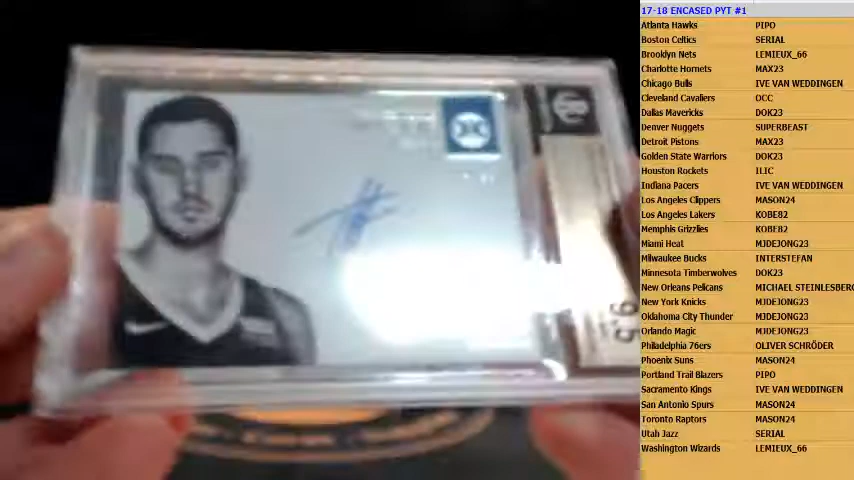 17-18 ENCASED PYT #1
Atlanta Hawks PIPO
Boston Celtics SERIAL
Brooklyn Nets LEMIEUX_66
Charlotte Hornets MAX23
Chicago Bulls IVE VAN WEDDINGEN
Cleveland Cavaliers OCC
Dallas Mavericks DOK23
Denver Nuggets SUPERBEAST
Detroit Pistons MAX23
Golden State Warriors DOK23
Houston Rockets ILIC
Indiana Pacers IVE VAN WEDDINGEN
Los Angeles Clippers MASON24
Los Angeles Lakers KOBE82
Memphis Grizzlies KOBE82
Miami Heat MJDEJONG23
Milwaukee Bucks INTERSTEFAN
Minnesota Timberwolves DOK23
New Orleans Pelicans MICHAEL STEINLESBERG
New York Knicks MJDEJONG23
Oklahoma City Thunder MJDEJONG23
Orlando Magic MJDEJONG23
Philadelphia 76ers OLIVER SCHRÖDER
Phoenix Suns MASON24
Portland Trail Blazers PIPO
Sacramento Kings IVE VAN WEDDINGEN
San Antonio Spurs MASON24
Toronto Raptors MASON24
Utah Jazz SERIAL
Washington Wizards LEMIEUX_66
9.5